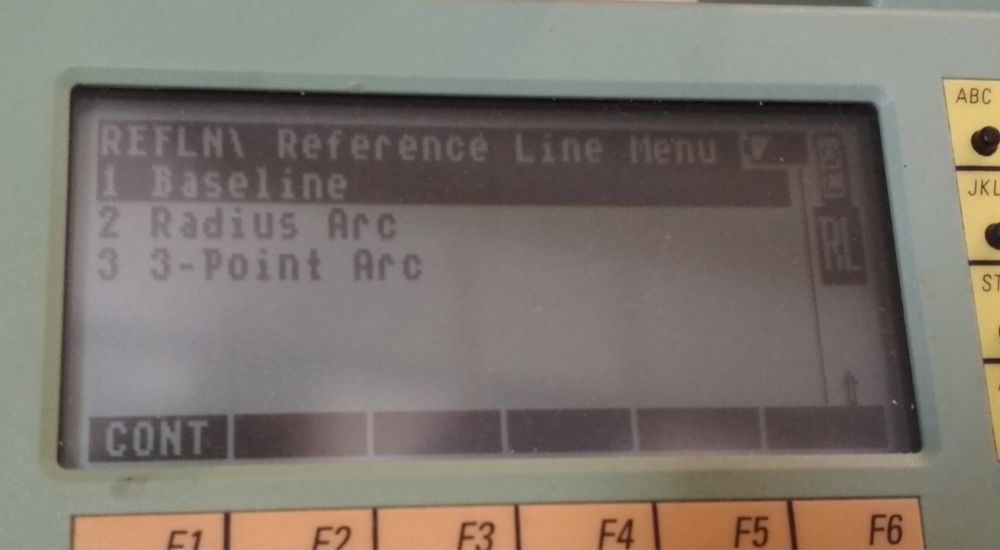 REFLN\ Reference Line Menu
1 Baseline
2 Radius Arc
3 3-Point Arc
CONT
F1 F2 F3 F4 F5 F6
ABC
JKL